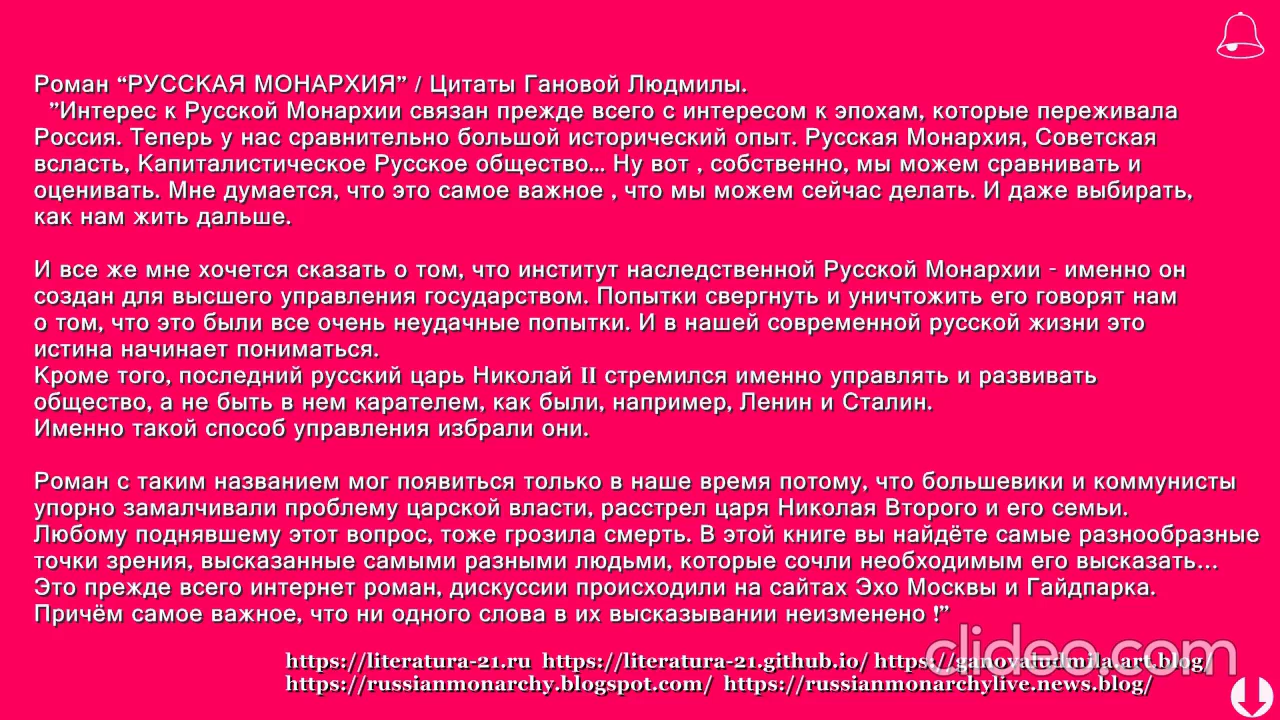 Роман “РУССКАЯ МОНАРХИЯ” / Цитаты Гановой Людмилы.
"Интерес к Русской Монархии связан прежде всего с интересом к эпохам, которые переживала
Россия. Теперь у нас сравнительно большой исторический опыт. Русская Монархия, Советская
всласть, Капиталистическое Русское общество... Ну вот , собственно, мы можем сравнивать и
оценивать. Мне думается, что это самое важное , что мы можем сейчас делать. И даже выбирать,
как нам жить дальше.
И все же мне хочется сказать о том, что институт наследственной Русской Монархии - именно он
создан для высшего управления государством. Попытки свергнуть и уничтожить его говорят нам
о том, что это были все очень неудачные попытки. И в нашей современной русской жизни это
истина начинает пониматься.
Кроме того, последний русский царь Николай II стремился именно управлять и развивать
общество, а не быть в нем карателем, как были, например, Ленин и Сталин.
Именно такой способ управления избрали они.
Роман с таким названием мог появиться только в наше время потому, что большевики и коммунисты
упорно замалчивали проблему царской власти, расстрел царя Николая Второго и его семьи.
Любому поднявшему этот вопрос, тоже грозила смерть. В этой книге вы найдёте самые разнообразные
точки зрения, высказанные самыми разными людьми, которые сочли необходимым его высказать...
Это прежде всего интернет роман, дискуссии происходили на сайтах Эхо Москвы и Гайдпарка.
Причём самое важное, что ни одного слова в их высказывании неизменено !”
https://literatura-21.ru https://literatura-21.github.io/ https://ganovaludmila.art.blog/
https://russianmonarchy.blogspot.com/ https://russianmonarchylive.news.blog/
clideo.com